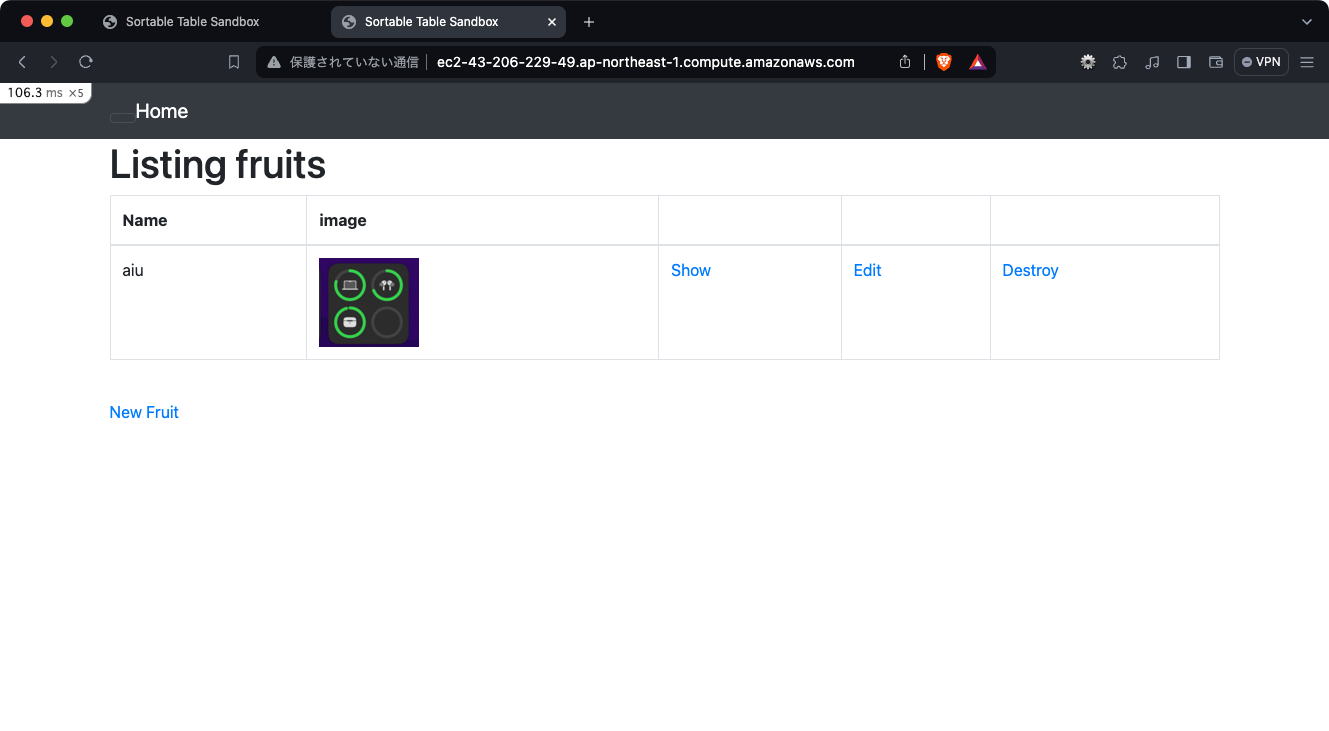 Sortable Table Sandbox
Sortable Table Sandbox
保護されていない通信 ec2-43-206-229-49.ap-northeast-1.compute.amazonaws.com
VPN
106.3 ms ×5
Home
Listing fruits
Name image
aiu Show Edit Destroy
New Fruit